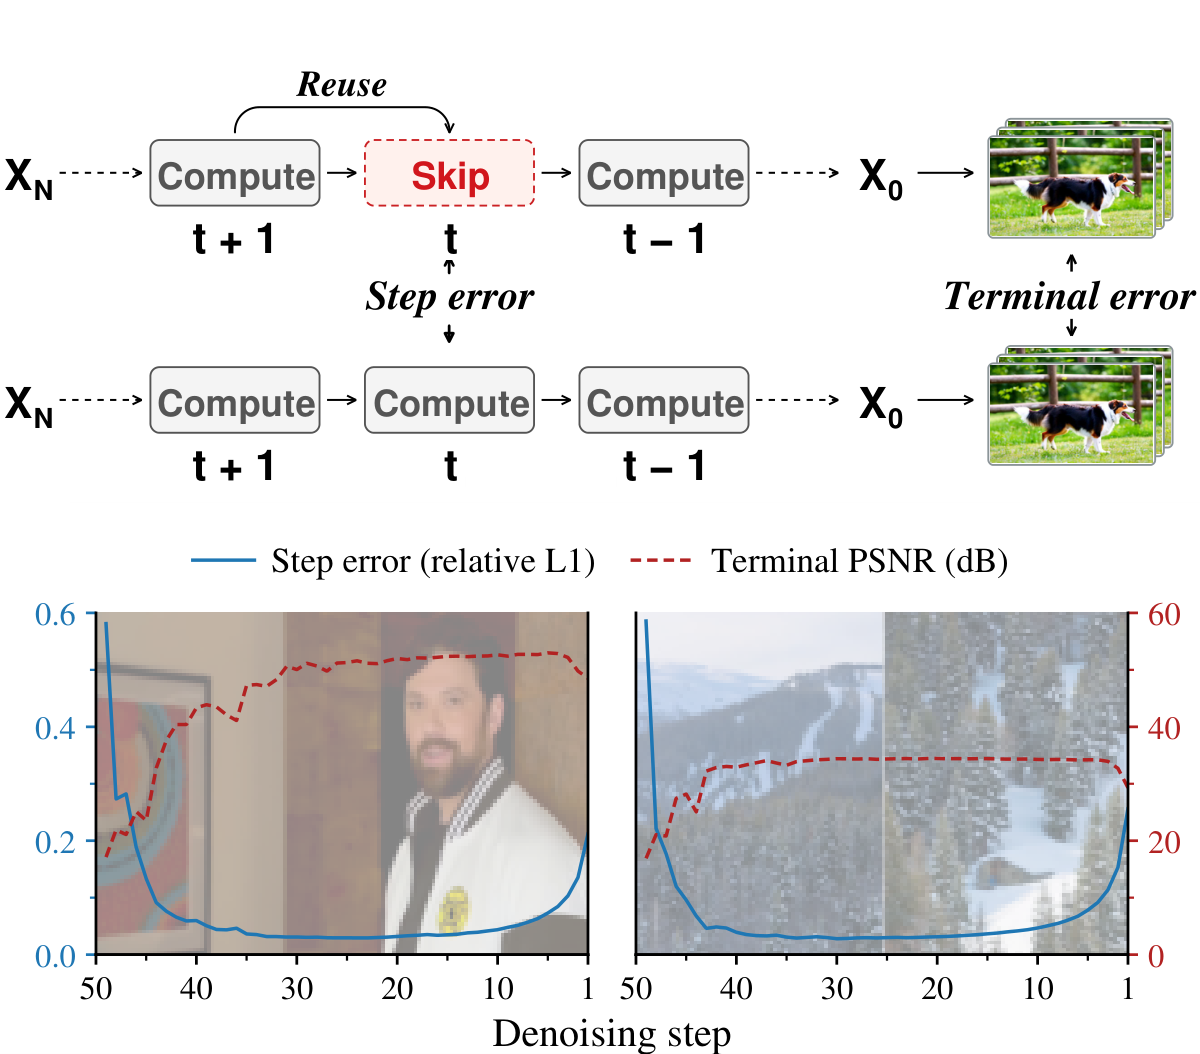 Reuse
X_N Compute Skip Compute X_0
t + 1 t t − 1
Step error Terminal error
X_N Compute Compute Compute X_0
t + 1 t t − 1
Step error (relative L1) Terminal PSNR (dB)
0.6 60
0.4 40
0.2 20
0.0 0
50 40 30 20 10 1 50 40 30 20 10 1
Denoising step